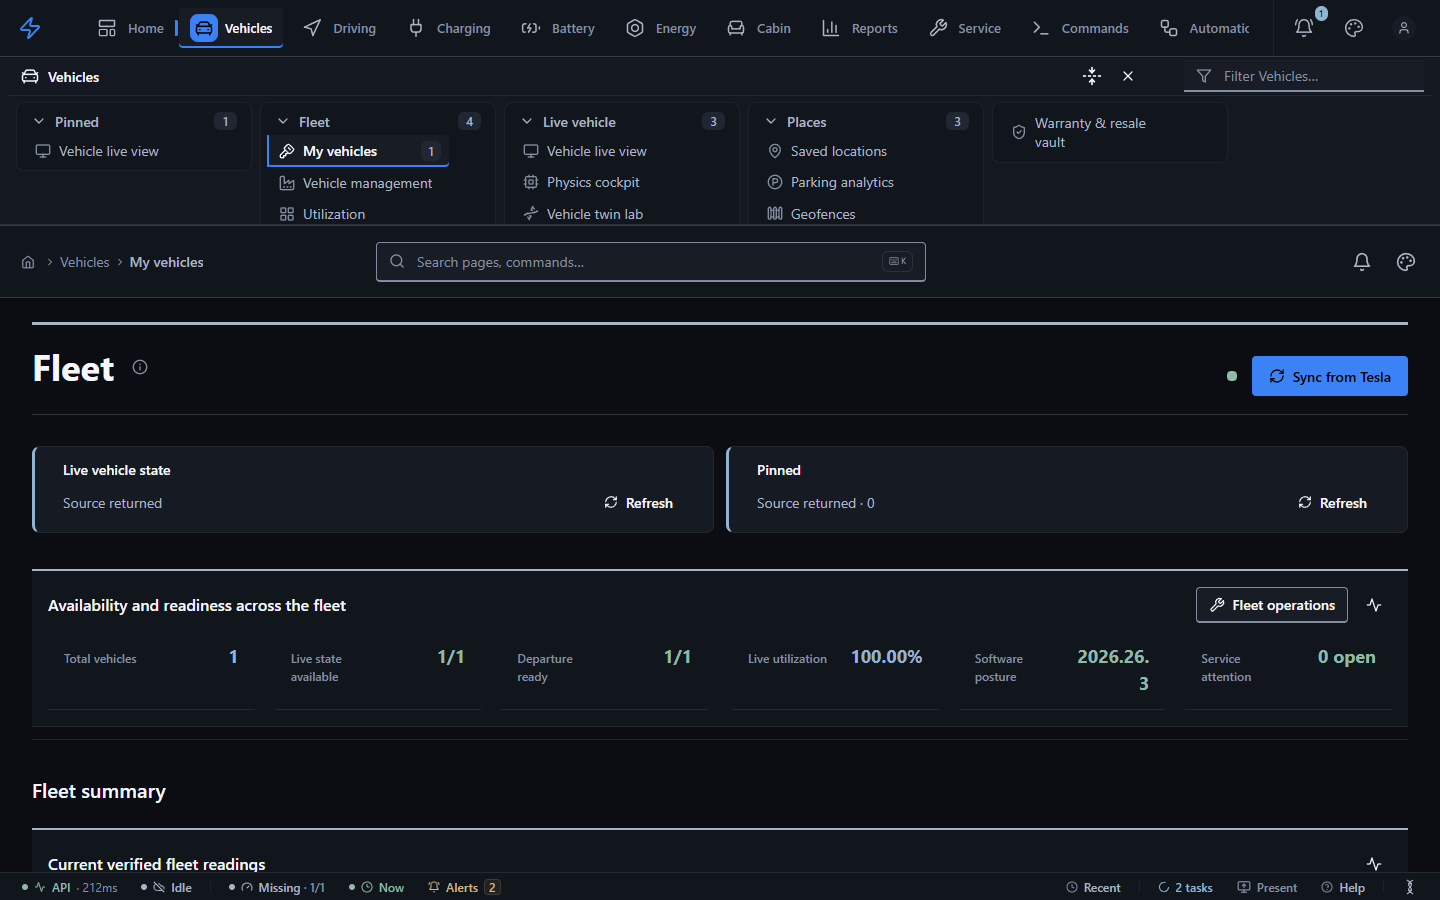 Home
Vehicles
Driving
Charging
Battery
Energy
Cabin
Reports
Service
Commands
Automatic
1
Vehicles
Filter Vehicles...
Pinned 1
Vehicle live view
Fleet 4
My vehicles 1
Vehicle management
Utilization
Live vehicle 3
Vehicle live view
Physics cockpit
Vehicle twin lab
Places 3
Saved locations
Parking analytics
Geofences
Warranty & resale
vault
Vehicles
My vehicles
Search pages, commands...
K
Fleet
Sync from Tesla
Live vehicle state
Source returned
Refresh
Pinned
Source returned · 0
Refresh
Availability and readiness across the fleet
Fleet operations
Total vehicles
1
Live state
available
1/1
Departure
ready
1/1
Live utilization
100.00%
Software
posture
2026.26.
3
Service
attention
0 open
Fleet summary
Current verified fleet readings
API · 212ms
Idle
Missing · 1/1
Now
Alerts 2
Recent
2 tasks
Present
Help